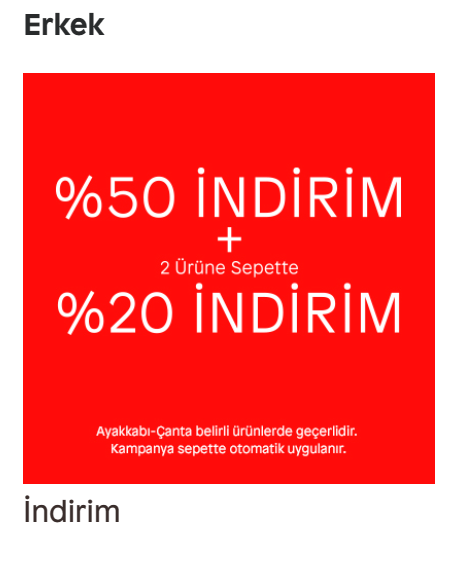 Erkek
%50 İNDİRİM
+
2 Ürüne Sepette
%20 İNDİRİM
Ayakkabı-Çanta belirli ürünlerde geçerlidir.
Kampanya sepette otomatik uygulanır.
İndirim